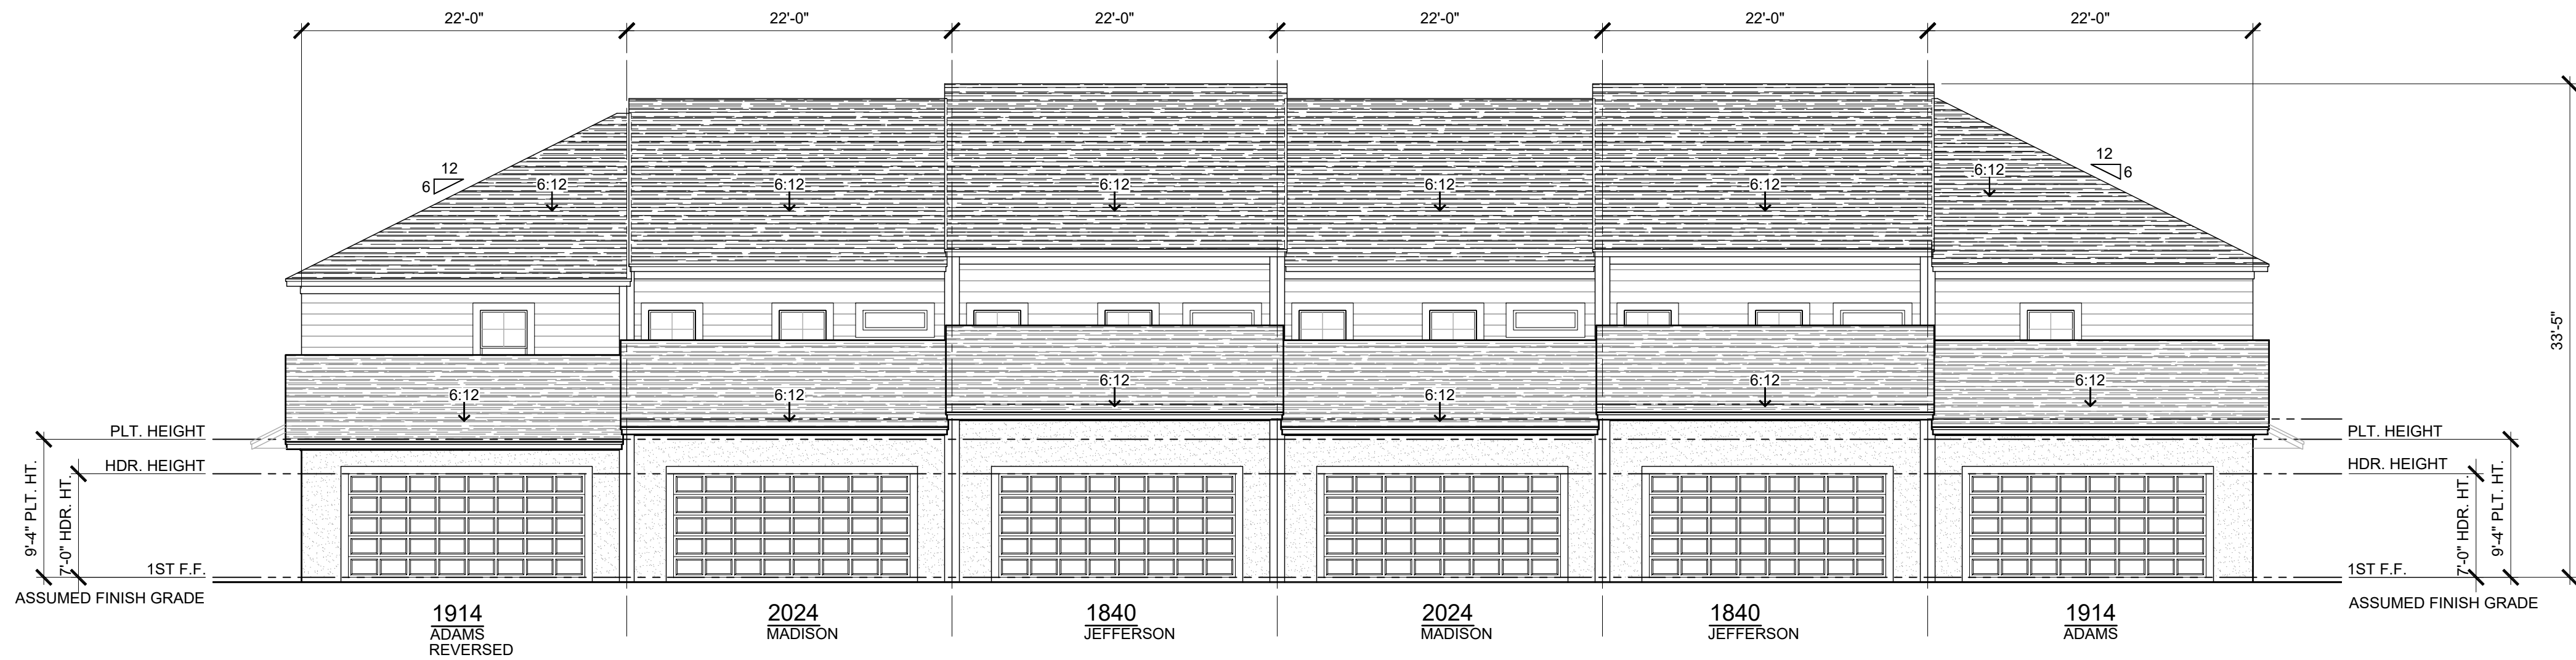 22'-0" 22'-0" 22'-0" 22'-0" 22'-0" 22'-0"
12 12
6 6:12 6:12 6:12 6:12 6:12 6:12 6
33'-5"
6:12 6:12 6:12 6:12 6:12 6:12
PLT. HEIGHT PLT. HEIGHT
HDR. HEIGHT HDR. HEIGHT
9'-4" PLT. HT.
7'-0" HDR. HT.
7'-0" HDR. HT.
9'-4" PLT. HT.
1ST F.F. 1ST F.F.
ASSUMED FINISH GRADE ASSUMED FINISH GRADE
1914 2024 1840 2024 1840 1914
ADAMS MADISON JEFFERSON MADISON JEFFERSON ADAMS
REVERSED